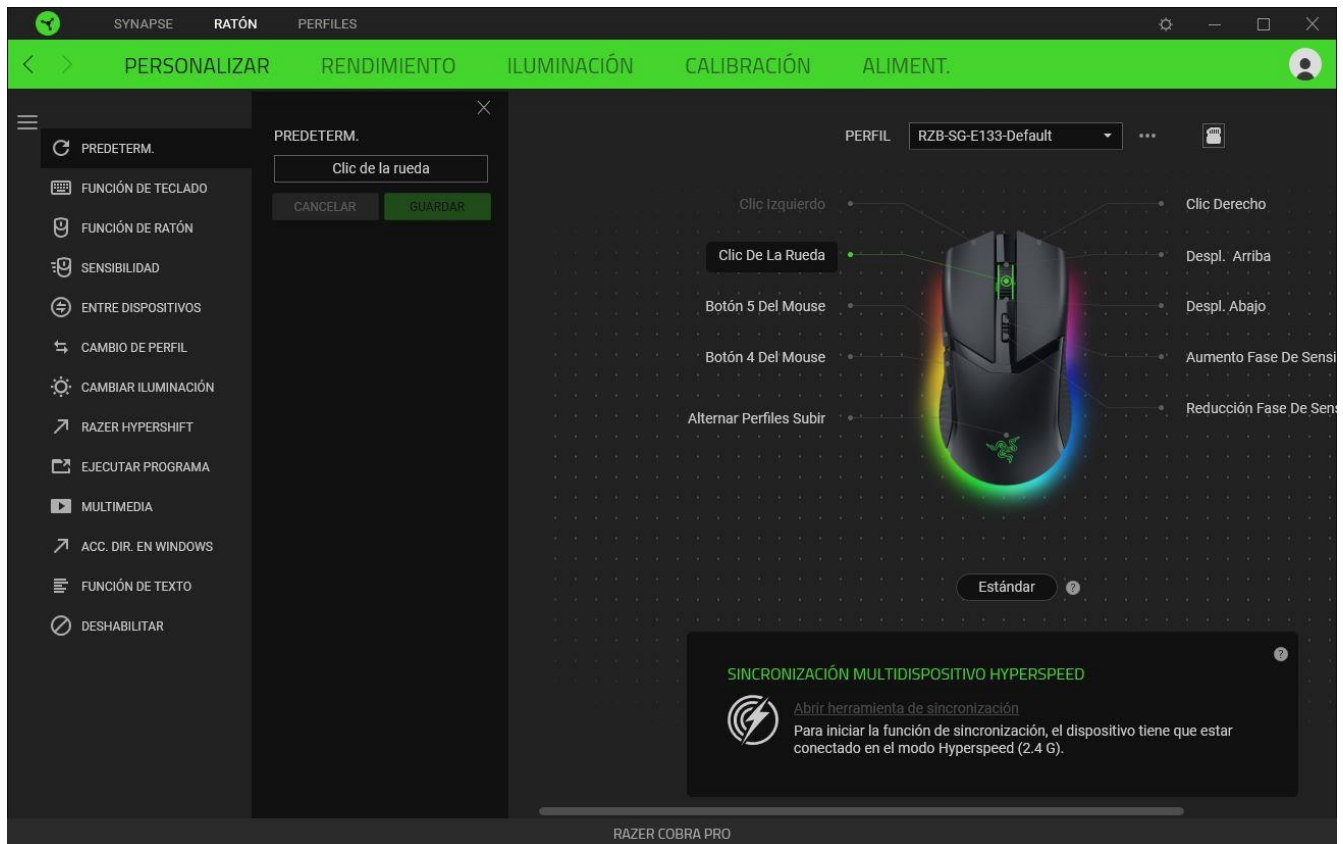 SYNAPSE RATÓN PERFILES
PERSONALIZAR RENDIMIENTO ILUMINACIÓN CALIBRACIÓN ALIMENT.
PREDETERM.
FUNCIÓN DE TECLADO
FUNCIÓN DE RATÓN
SENSIBILIDAD
ENTRE DISPOSITIVOS
CAMBIO DE PERFIL
CAMBIAR ILUMINACIÓN
RAZER HYPERSHIFT
EJECUTAR PROGRAMA
MULTIMEDIA
ACC. DIR. EN WINDOWS
FUNCIÓN DE TEXTO
DESHABILITAR
PREDETERM.
Clic de la rueda
CANCELAR GUARDAR
PERFIL RZB-SG-E133-Default
Clic Izquierdo
Clic De La Rueda
Botón 5 Del Mouse
Botón 4 Del Mouse
Alternar Perfiles Subir
Clic Derecho
Despl. Arriba
Despl. Abajo
Aumento Fase De Sensi
Reducción Fase De Sens
Estándar ?
?
SINCRONIZACIÓN MULTIDISPOSITIVO HYPERSPEED
Abrir herramienta de sincronización
Para iniciar la función de sincronización, el dispositivo tiene que estar
conectado en el modo Hyperspeed (2.4 G).
RAZER COBRA PRO